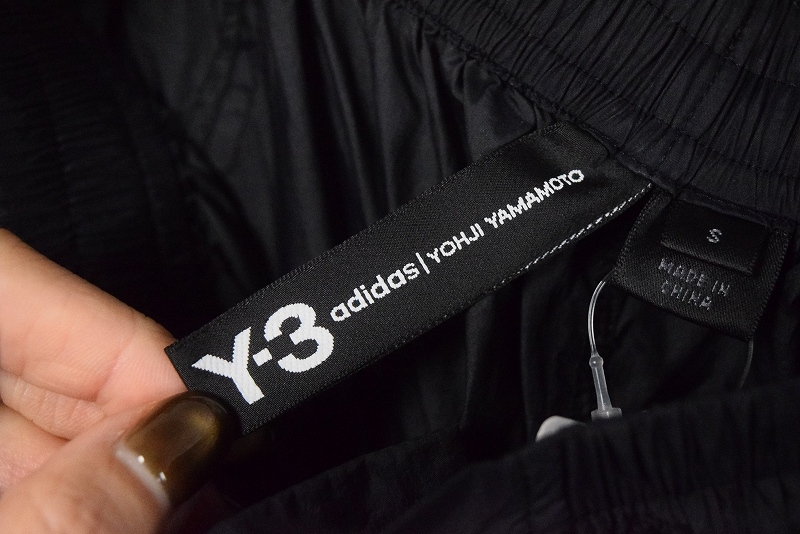 Y-3 adidas | YOHJI YAMAMOTO
S
MADE IN
CHINA